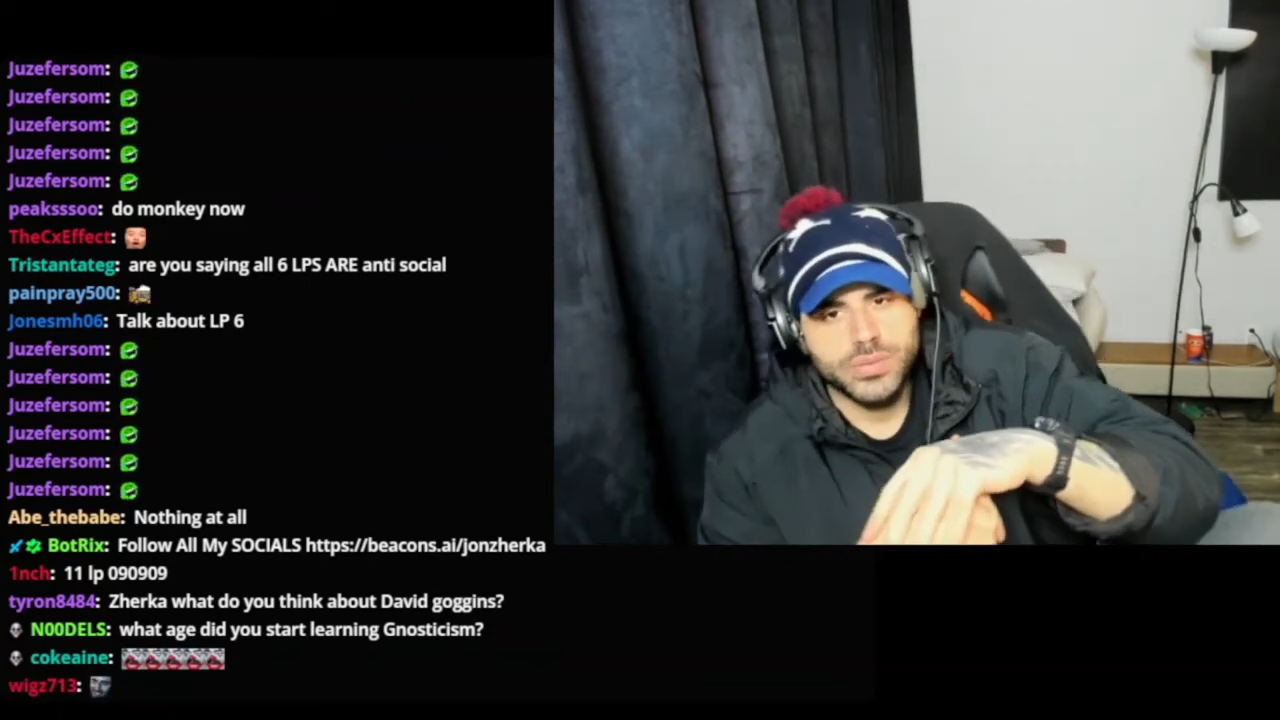 Juzefersom:
Juzefersom:
Juzefersom:
Juzefersom:
Juzefersom:
peaksssoo: do monkey now
TheCxEffect:
Tristantateg: are you saying all 6 LPS ARE anti social
painpray500:
Jonesmh06: Talk about LP 6
Juzefersom:
Juzefersom:
Juzefersom:
Juzefersom:
Juzefersom:
Juzefersom:
Abe_thebabe: Nothing at all
BotRix: Follow All My SOCIALS https://beacons.ai/jonzherka
1nch: 11 lp 090909
tyron8484: Zherka what do you think about David goggins?
N00DELS: what age did you start learning Gnosticism?
cokeaine:
wigz713: